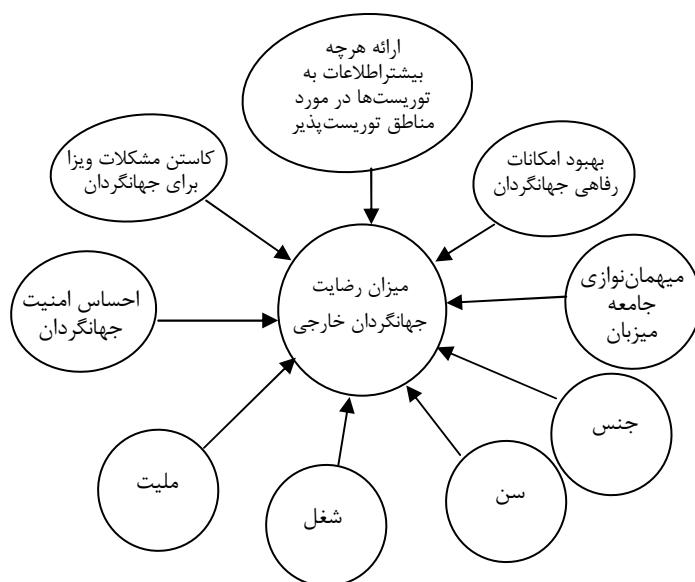 ارائه هرچه
بیشتراطلاعات به
توریست‌ها در مورد
مناطق توریست‌پذیر
بهبود امکانات
رفاهی جهانگردان
کاستن مشکلات ویزا
برای جهانگردان
میهمان‌نوازی
جامعه
میزبان
میزان رضایت
جهانگردان خارجی
احساس امنیت
جهانگردان
جنس
سن
شغل
ملیت